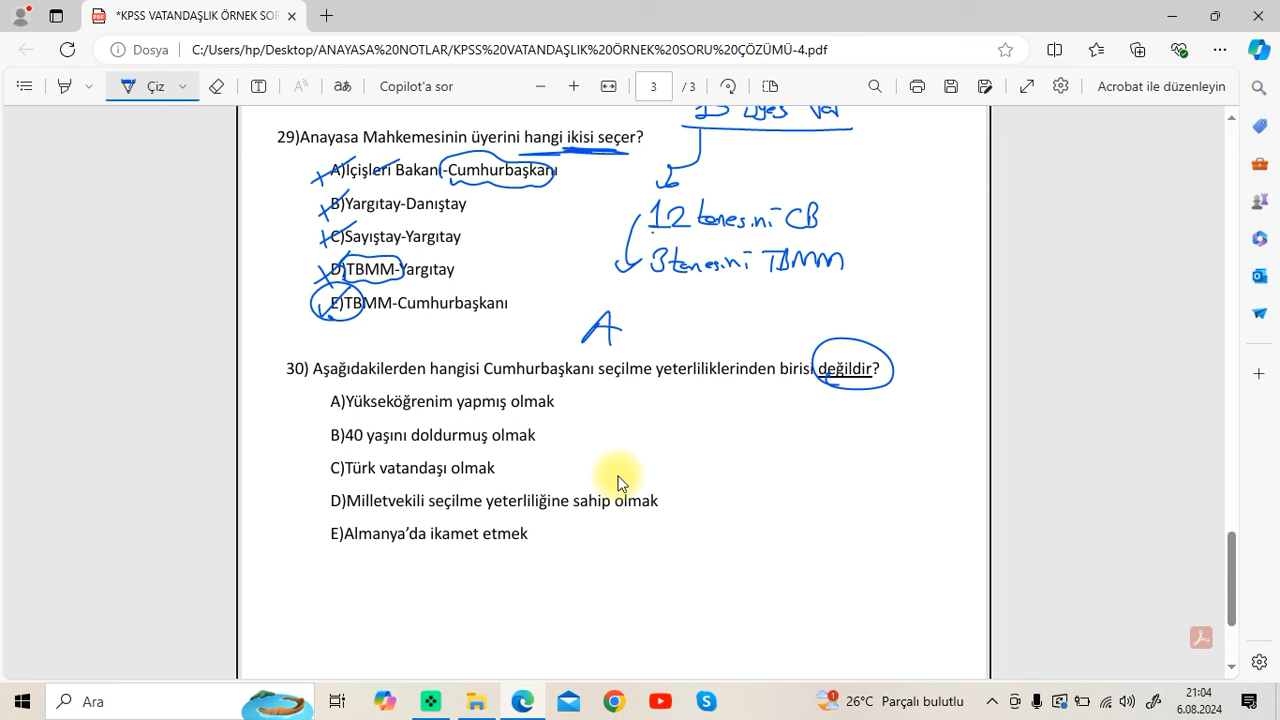 *KPSS VATANDAŞLIK ÖRNEK SOR
Dosya C:/Users/hp/Desktop/ANAYASA%20NOTLAR/KPSS%20VATANDAŞLIK%20ÖRNEK%20SORU%20ÇÖZÜMÜ-4.pdf
Çiz Copilot'a sor 3 / 3 Acrobat ile düzenleyin
29)Anayasa Mahkemesinin üyerini hangi ikisi seçer?
A)İçişleri Bakanı-Cumhurbaşkanı
B)Yargıtay-Danıştay
12 tanesini CB
C)Sayıştay-Yargıtay
D)TBMM-Yargıtay
3 tanesini TBMM
E)TBMM-Cumhurbaşkanı
A
30) Aşağıdakilerden hangisi Cumhurbaşkanı seçilme yeterliliklerinden birisi değildir?
A)Yükseköğrenim yapmış olmak
B)40 yaşını doldurmuş olmak
C)Türk vatandaşı olmak
D)Milletvekili seçilme yeterliliğine sahip olmak
E)Almanya'da ikamet etmek
Ara
26°C Parçalı bulutlu
21:04
6.08.2024